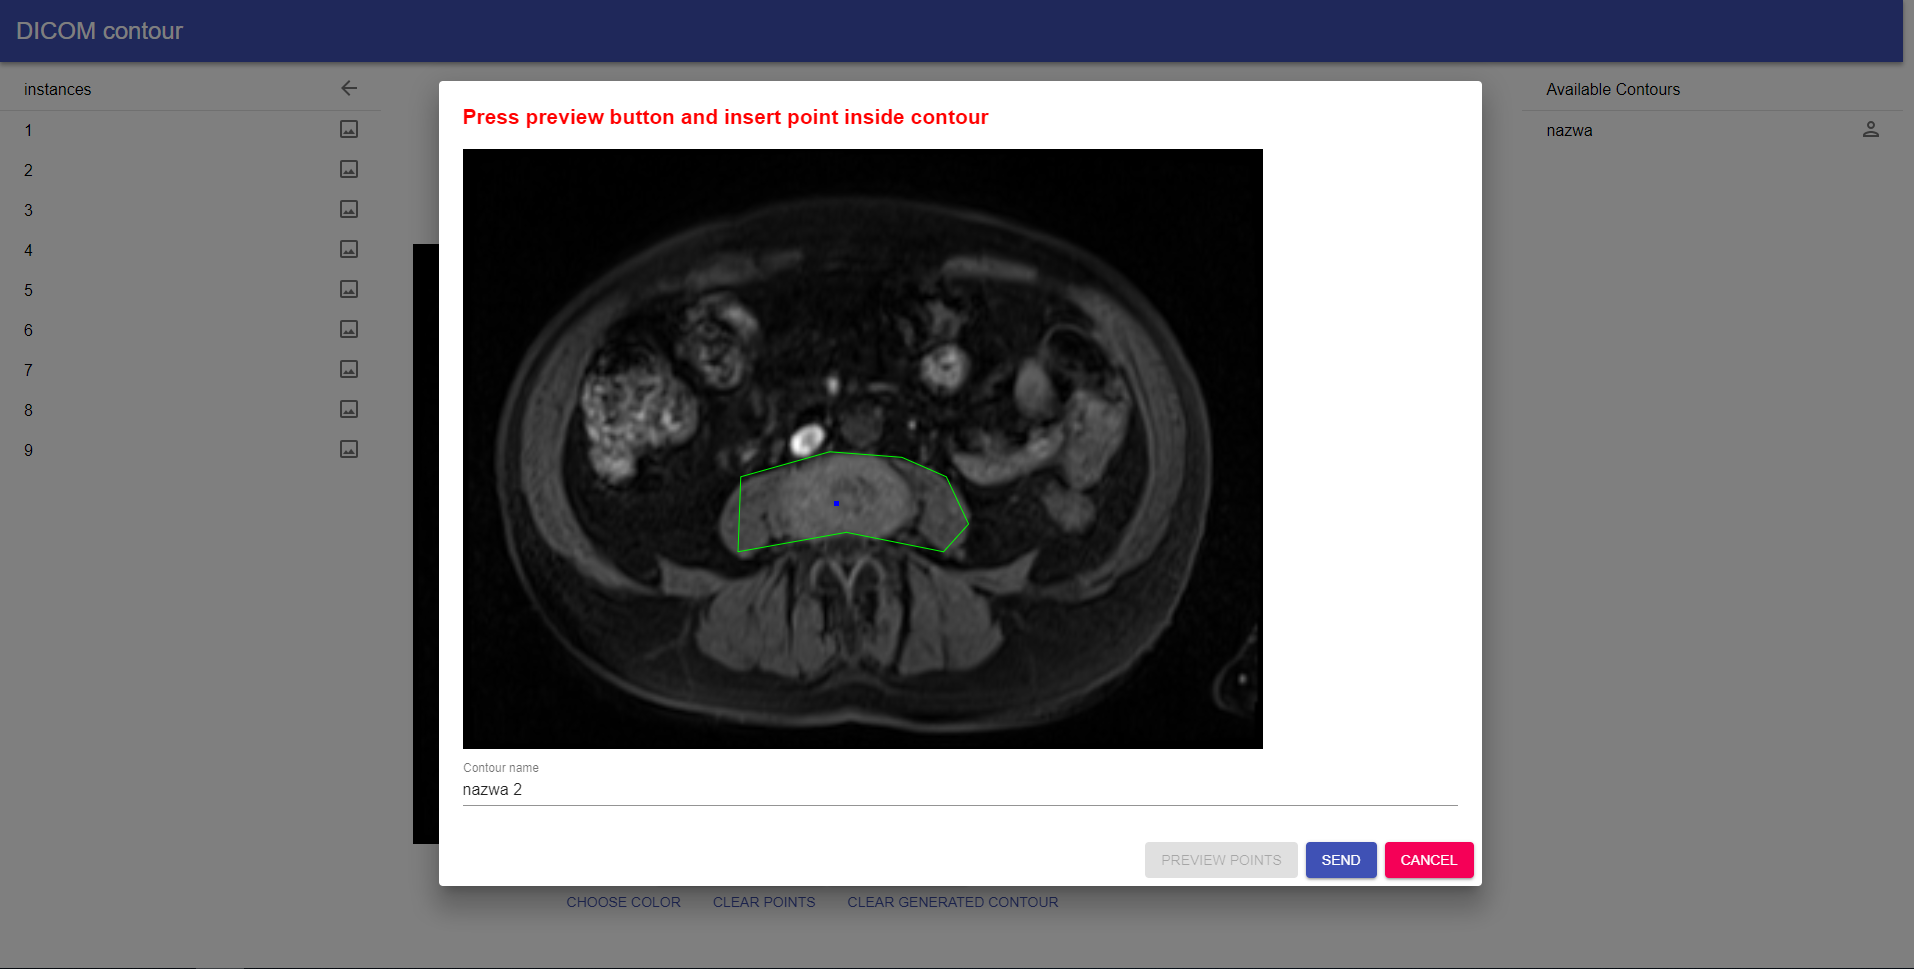 DICOM contour
instances
1
2
3
4
5
6
7
8
9
Press preview button and insert point inside contour
Contour name
nazwa 2
PREVIEW POINTS
SEND
CANCEL
CHOOSE COLOR
CLEAR POINTS
CLEAR GENERATED CONTOUR
Available Contours
nazwa